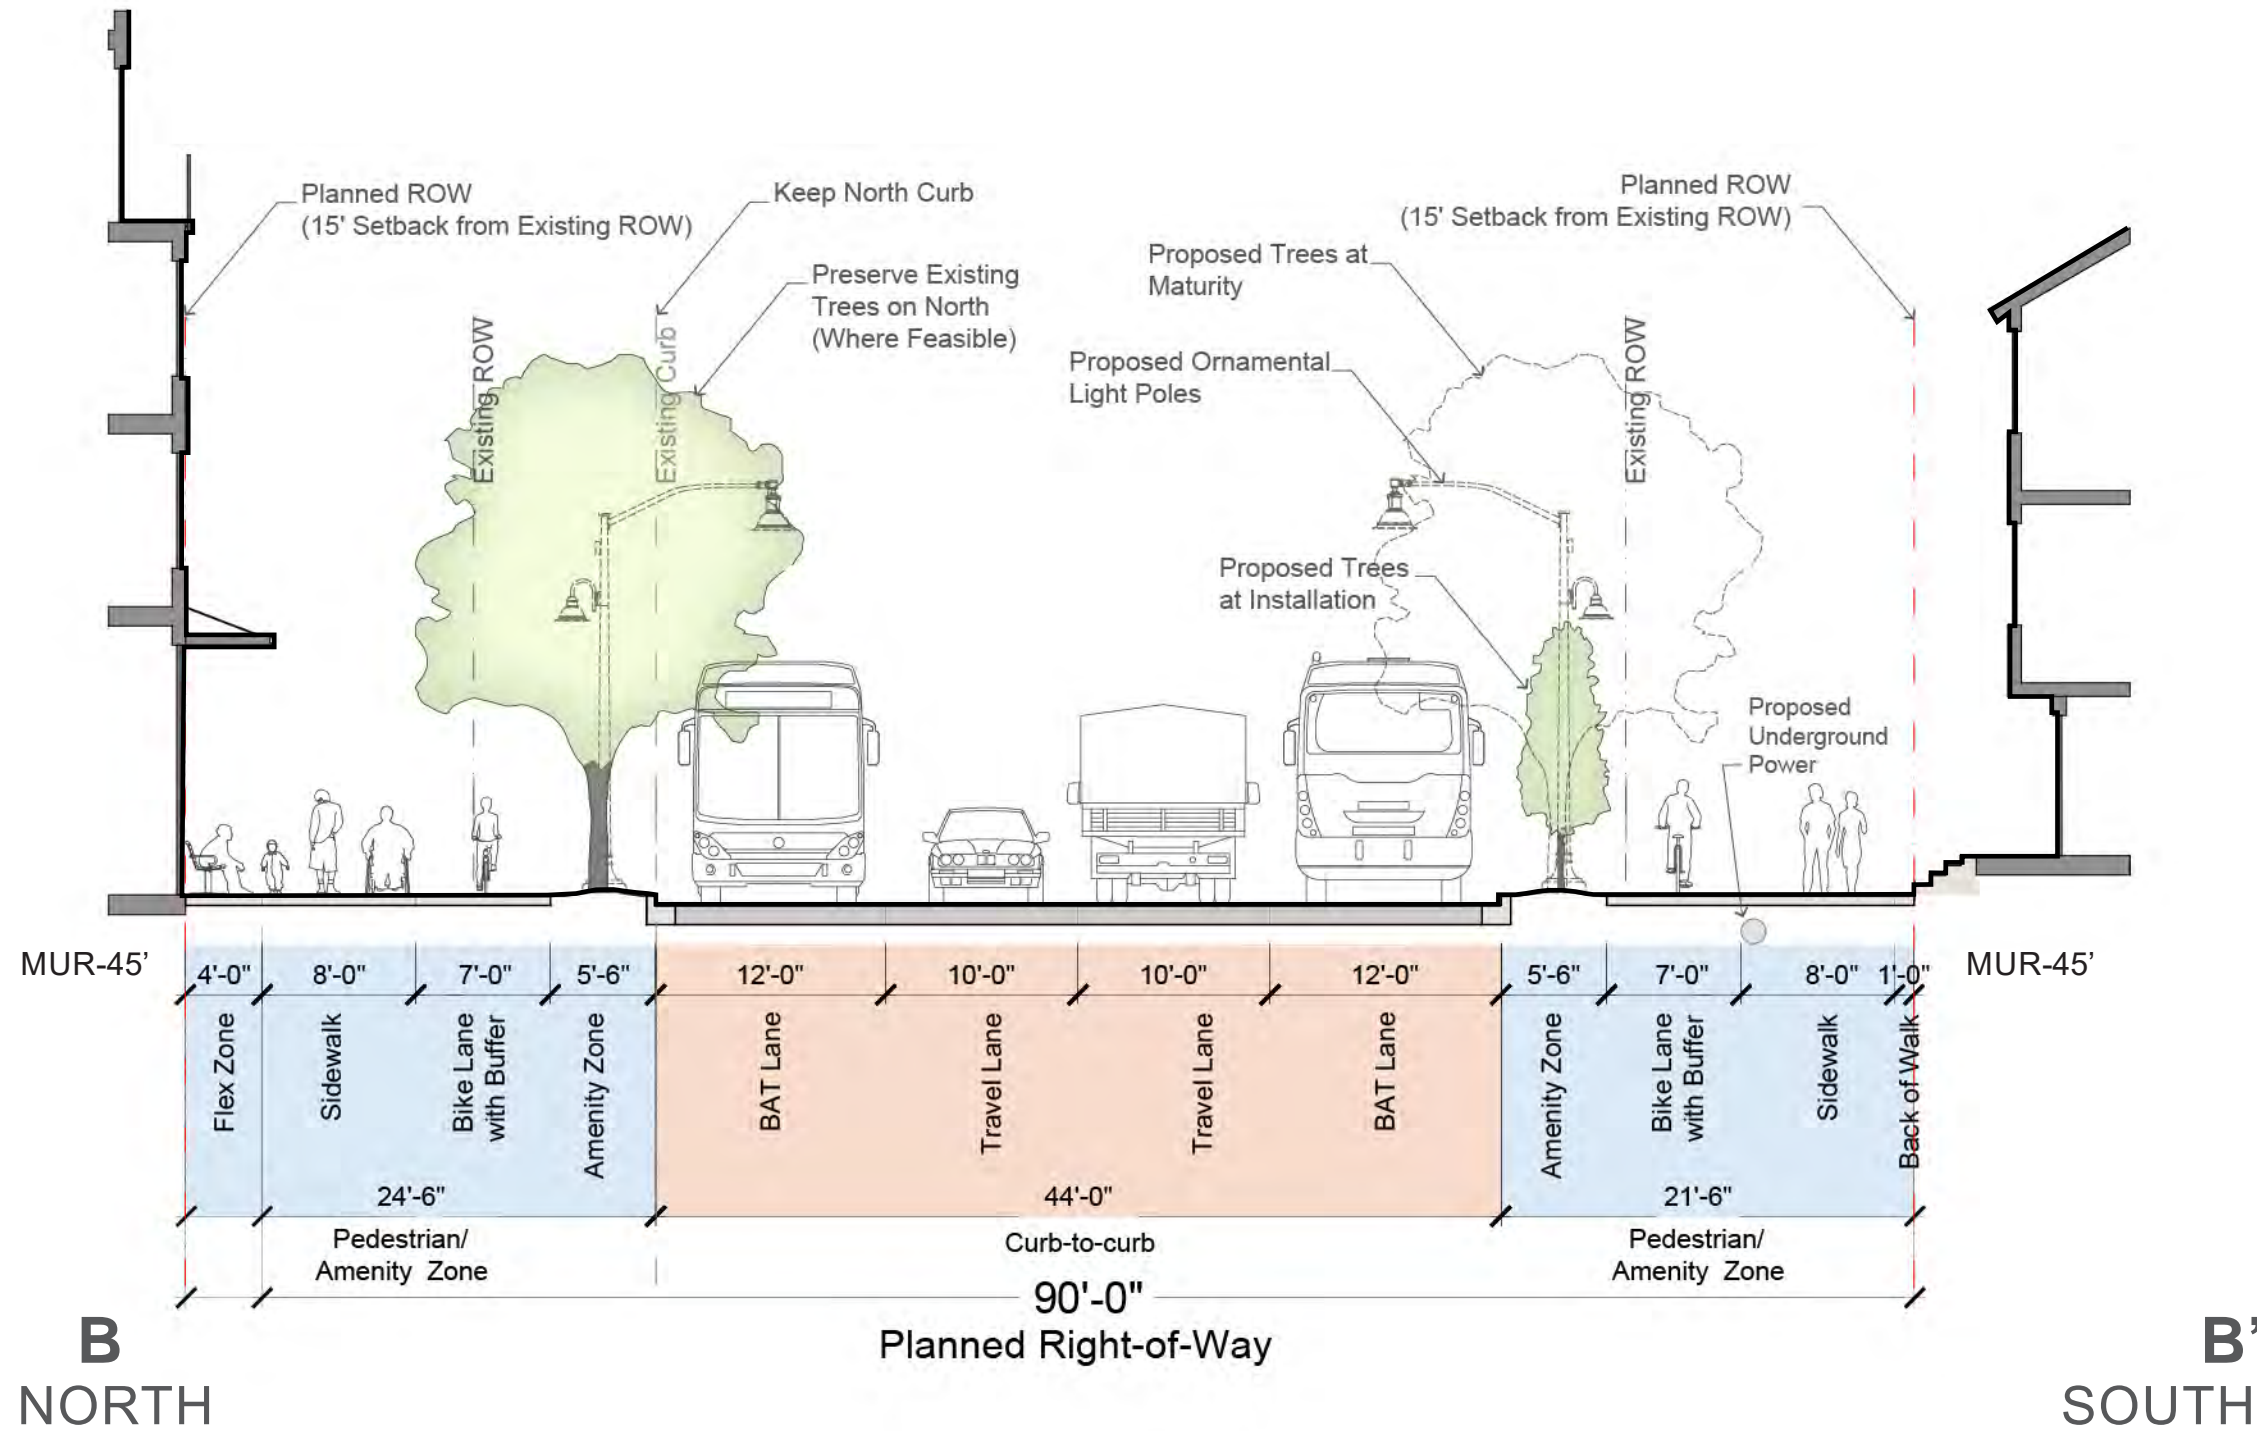 Planned ROW
(15' Setback from Existing ROW)
Keep North Curb
Preserve Existing
Trees on North
(Where Feasible)
Planned ROW
(15' Setback from Existing ROW)
Proposed Trees at
Maturity
Proposed Ornamental
Light Poles
Existing ROW
Existing Curb
Existing ROW
Proposed Trees
at Installation
Proposed
Underground
Power
MUR-45’
4'-0"
8'-0"
7'-0"
5'-6"
12'-0"
10'-0"
10'-0"
12'-0"
5'-6"
7'-0"
8'-0"
1'-0"
MUR-45’
Flex Zone
Sidewalk
Bike Lane
with Buffer
Amenity Zone
BAT Lane
Travel Lane
Travel Lane
BAT Lane
Amenity Zone
Bike Lane
with Buffer
Sidewalk
Back of Walk
24'-6"
44'-0"
21'-6"
Pedestrian/
Amenity Zone
Curb-to-curb
Pedestrian/
Amenity Zone
90'-0"
Planned Right-of-Way
B
NORTH
B’
SOUTH